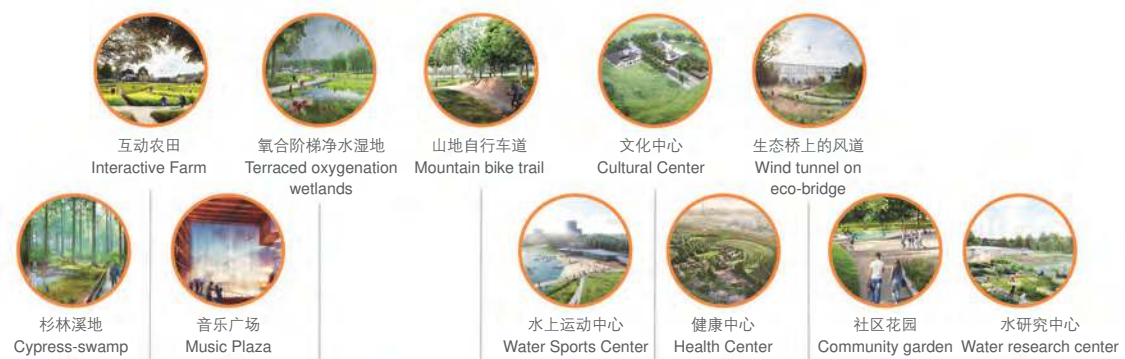 互动农田
Interactive Farm
氧合阶梯净水湿地
Terraced oxygenation
wetlands
山地自行车道
Mountain bike trail
文化中心
Cultural Center
生态桥上的风道
Wind tunnel on
eco-bridge
杉林溪地
Cypress-swamp
音乐广场
Music Plaza
水上运动中心
Water Sports Center
健康中心
Health Center
社区花园
Community garden
水研究中心
Water research center